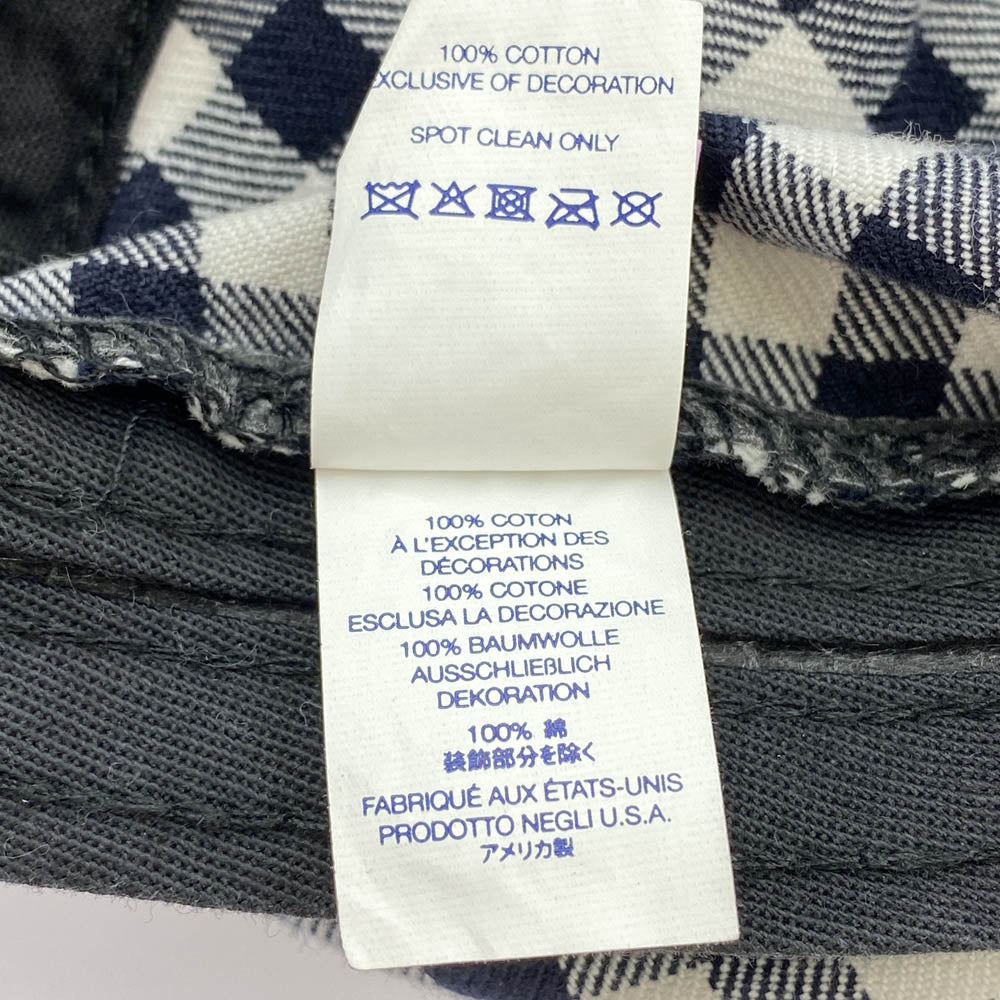 100% COTTON
EXCLUSIVE OF DECORATION
SPOT CLEAN ONLY
100% COTON
À L'EXCEPTION DES
DÉCORATIONS
100% COTONE
ESCLUSA LA DECORAZIONE
100% BAUMWOLLE
AUSSCHLIEßLICH
DEKORATION
100% 綿
装飾部分を除く
FABRIQUÉ AUX ÉTATS-UNIS
PRODOTTO NEGLI U.S.A.
アメリカ製